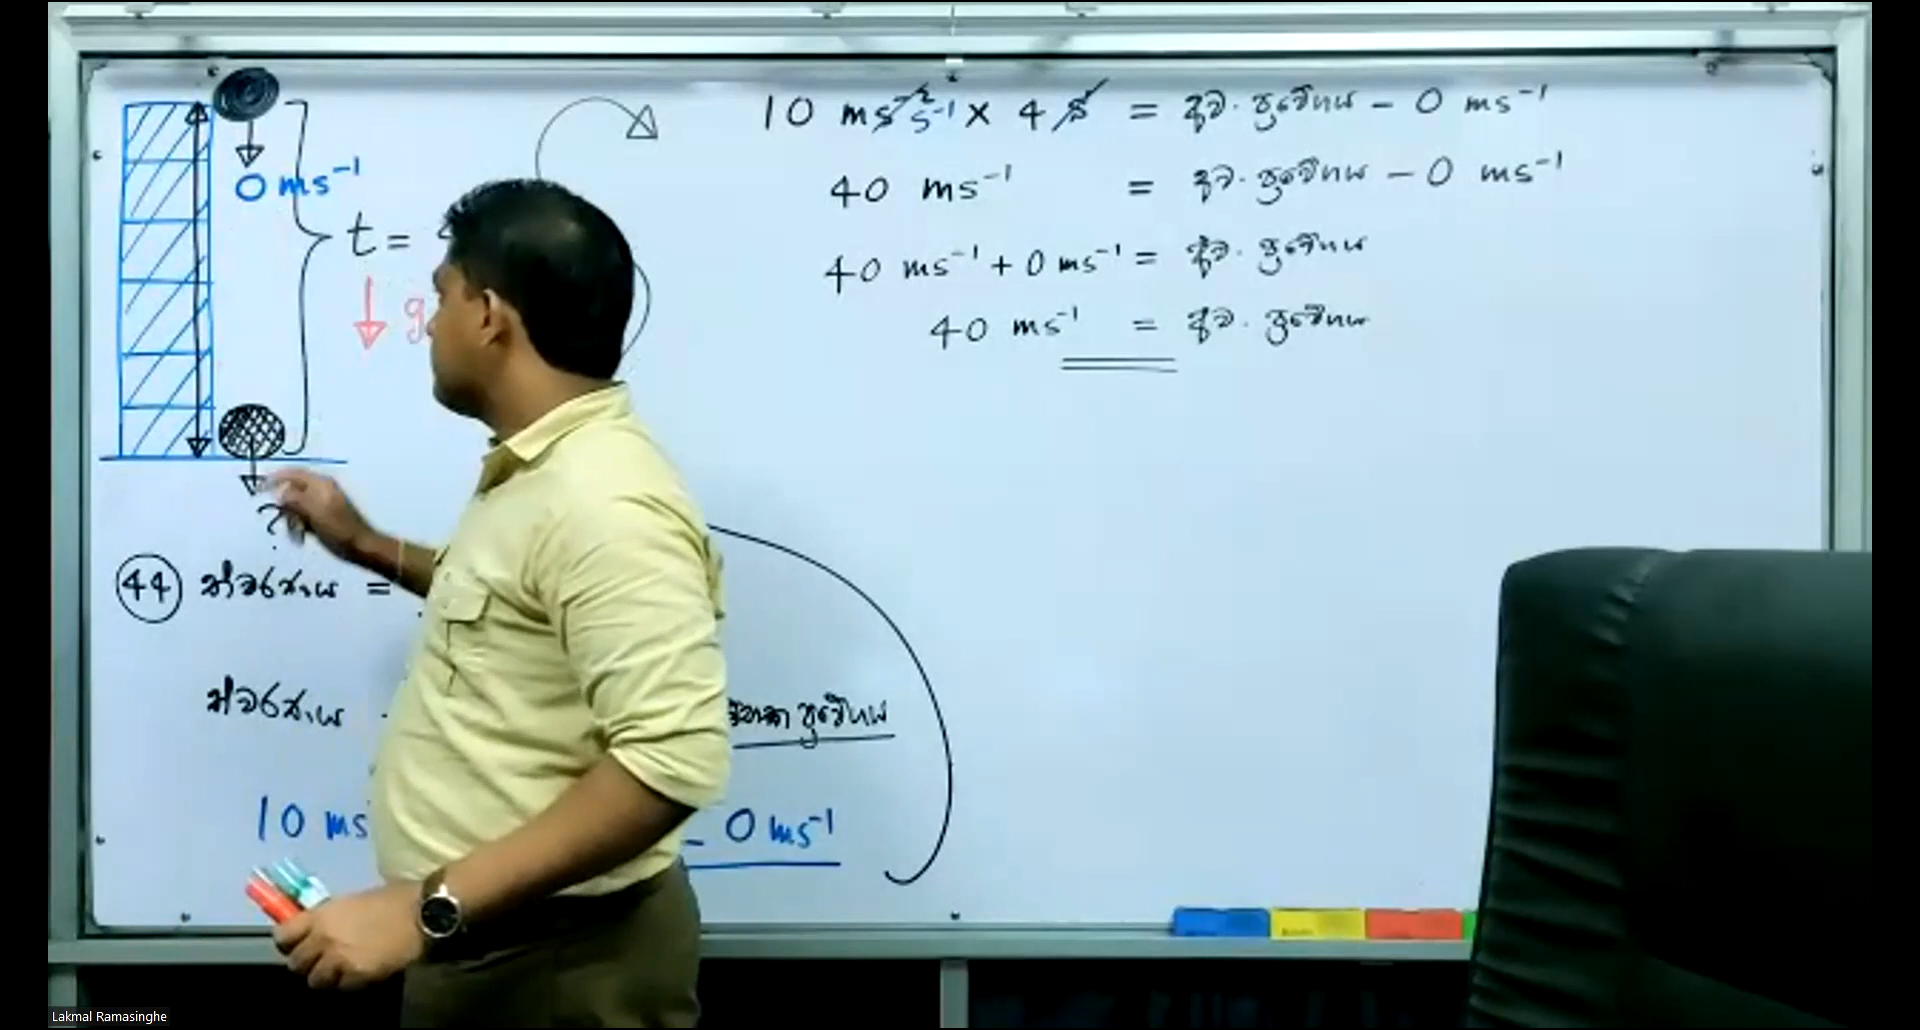 0 ms⁻¹
t =
g
?
44 ත්වරණය =
ත්වරණය
ආරම්භක ප්‍රවේගය
10 ms
- 0 ms⁻¹
10 ms⁻² s⁻¹ × 4 s = අව. ප්‍රවේගය - 0 ms⁻¹
40 ms⁻¹ = අව. ප්‍රවේගය - 0 ms⁻¹
40 ms⁻¹ + 0 ms⁻¹ = අව. ප්‍රවේගය
40 ms⁻¹ = අව. ප්‍රවේගය
Lakmal Ramasinghe